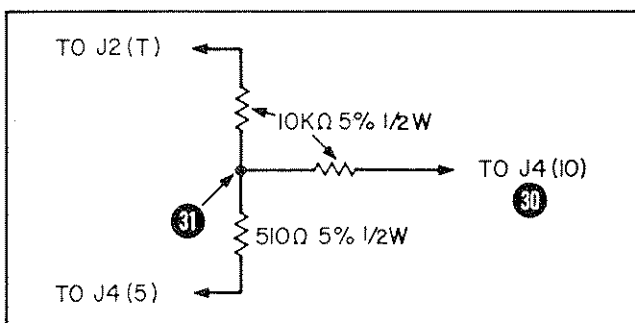 TO J2 (T)
10KΩ 5% 1/2W
TO J4 (10)
30
31
510Ω 5% 1/2W
TO J4 (5)